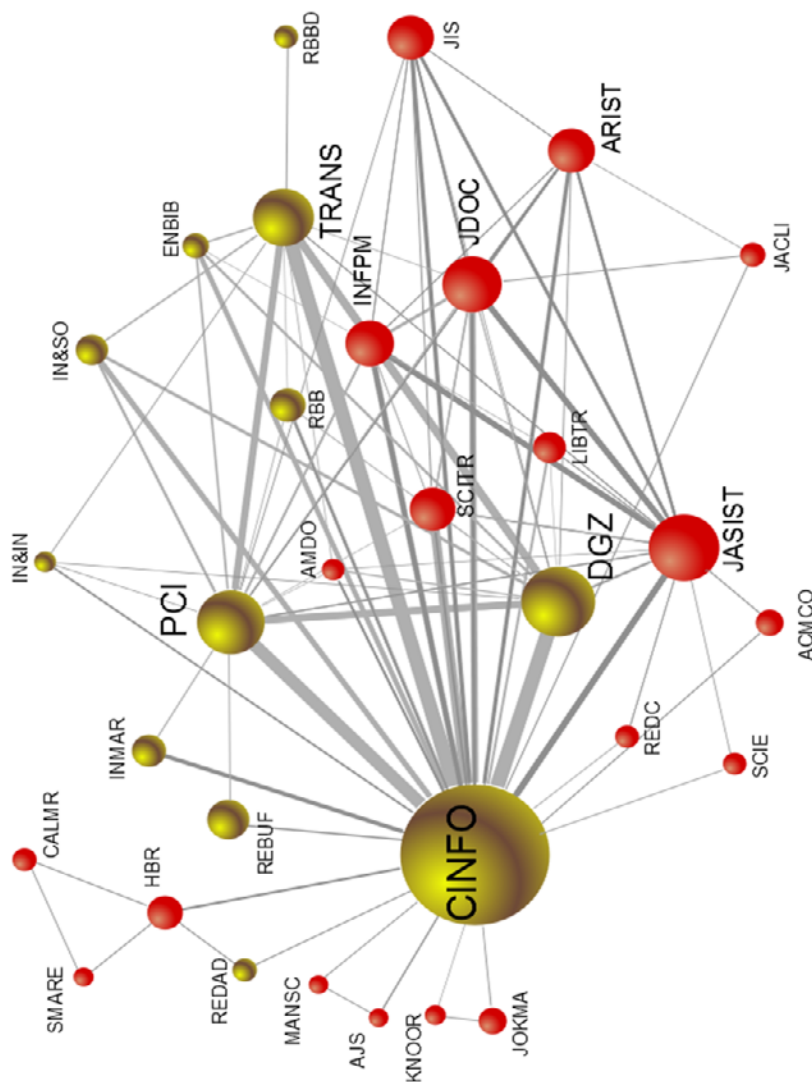 RBBD
JIS
TRANS
ENBIB
ARIST
JDOC
INFPM
JACLI
IN&SO
RBB
LIBTR
SCITR
IN&IN
AMDO
DGZ
JASIST
PCI
ACMCO
INMAR
REDC
SCIE
REBUF
CALMR
HBR
CINFO
SMARE
REDAD
MANSC
AJS
KNOOR
JOKMA